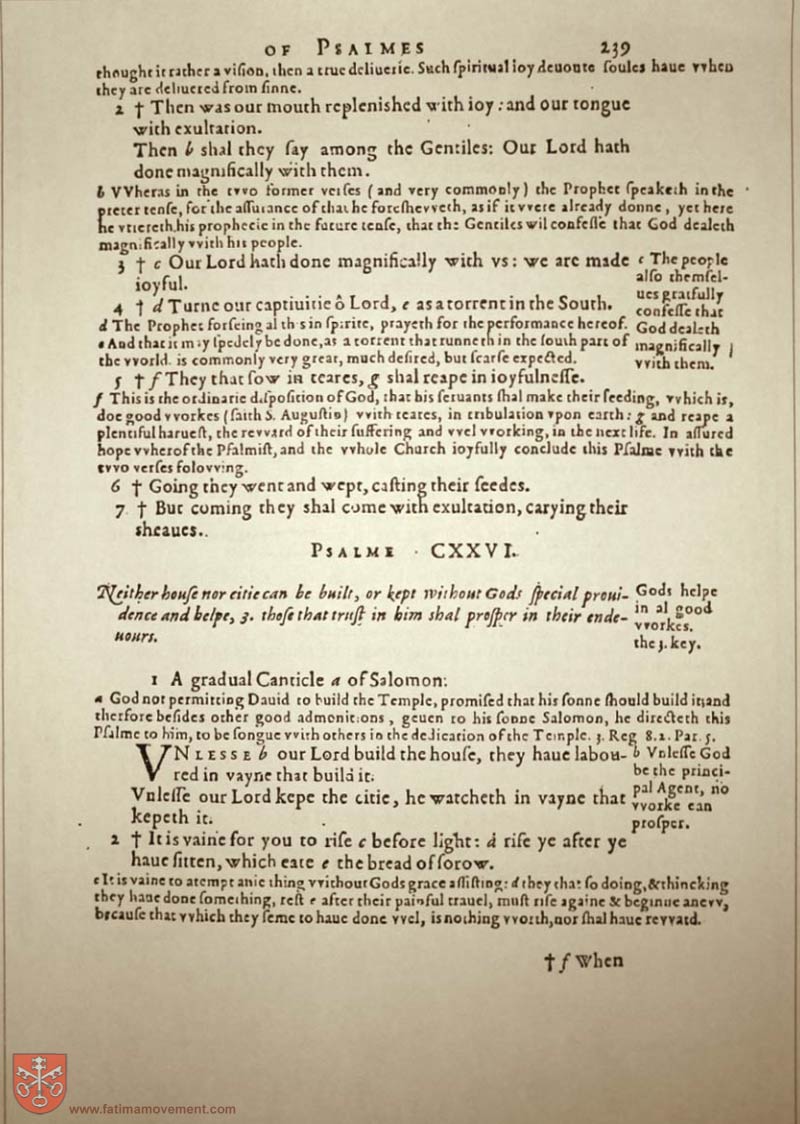 OF PSALMES 239
thought it rather a viſion, then a true deliuerie. Such ſpiritual ioy deuoute ſoules haue vvhen
they are deliuered from ſinne.
2 † Then was our mouth repleniſhed with ioy: and our tongue
with exultation.
Then b shal they ſay among the Gentiles: Our Lord hath
done magnifically with them.
b VVheras in the tvvo former verſes (and very commonly) the Prophet ſpeaketh in the
preter tenſe, for the aſſurance of that he foreſhevveth, as if it vvere already donne, yet here
he vttereth his prophecie in the future tenſe, that the Gentiles wil confeſſe that God dealeth
magnifically vvith his people.
3 † c Our Lord hath done magnifically with vs: we are made
ioyful.
c The people
alſo themſel-
ues gratfully
confeſſe that
God dealeth
magnifically
vvith them.
4 † d Turne our captiuitie ô Lord, e as a torrent in the South.
d The Prophet forſeing al this in ſpirite, prayeth for the performance hereof.
e And that it may ſpedely be done, as a torrent that runneth in the ſouth part of
the vvorld is commonly very great, much deſired, but ſcarſe expected.
5 † f They that ſow in teares, g shal reape in ioyfulneſſe.
f This is the ordinarie diſpoſition of God, that his ſeruants ſhal make their ſeeding, vvhich is,
doe good vvorkes (ſaith S. Auguſtin) vvith teares, in tribulation vpon earth: g and reape a
plentiful harueſt, the revvard of their ſuffering and vvel vvorking, in the next life. In aſſured
hope vvherof the Pſalmiſt, and the vvhole Church ioyfully conclude this Pſalme vvith the
tvvo verſes folovving.
6 † Going they went and wept, caſting their ſeedes.
7 † But coming they shal come with exultation, carying their
sheaues.
PSALME CXXVI.
Neither houſe nor citie can be built, or kept without Gods ſpecial proui-
dence and helpe, 3. thoſe that truſt in him shal proſper in their ende-
uours.
Gods helpe
in al good
vvorkes.
the 3. key.
1 A gradual Canticle a of Salomon:
a God not permitting Dauid to build the Temple, promiſed that his ſonne ſhould build it: and
therfore beſides other good admonitions, geuen to his ſonne Salomon, he directeth this
Pſalme to him, to be ſongue vvith others in the dedication of the Temple. 3. Reg 8. 2. Par. 5.
VNLESSE b our Lord build the houſe, they haue labou-
red in vayne that build it.
Vnleſſe our Lord kepe the citie, he watcheth in vayne that
kepeth it.
b Vnleſſe God
be the princi-
pal Agent, no
vvorke can
proſper.
2 † It is vaine for you to riſe c before light: d riſe ye after ye
haue ſitten, which eate e the bread of ſorow.
c It is vaine to atempt anie thing vvithout Gods grace aſſiſting: d they that ſo doing, & thincking
they haue done ſomething, reſt e after their painful trauel, muſt riſe againe & beginne anevv,
becauſe that vvhich they ſeme to haue done vvel, is nothing vvorth, nor ſhal haue revvard.
† f When
www.fatimamovement.com